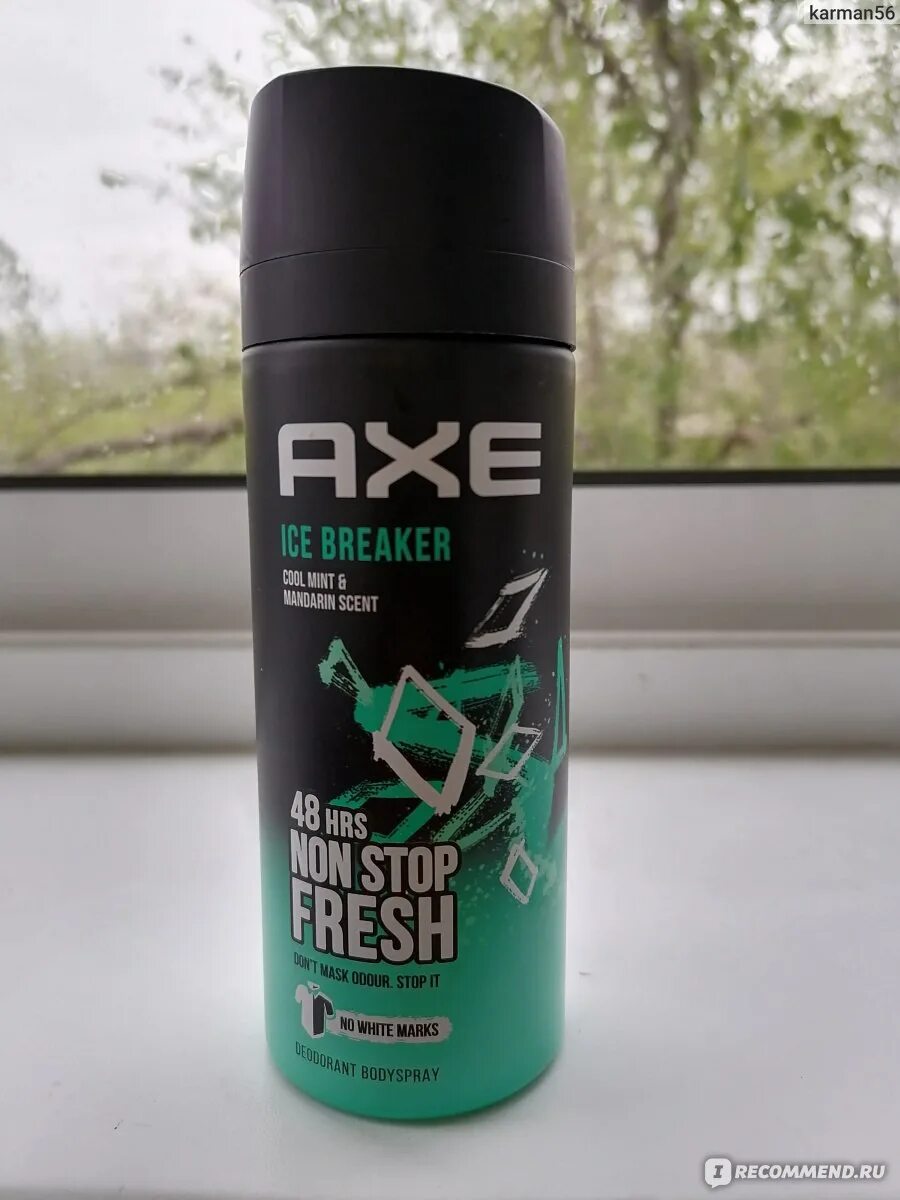 karman56
AXE
ICE BREAKER
COOL MINT &
MANDARIN SCENT
48 HRS
NON STOP
FRESH
DON'T MASK ODOUR. STOP IT
NO WHITE MARKS
DEODORANT BODYSPRAY
IRECOMMEND.RU